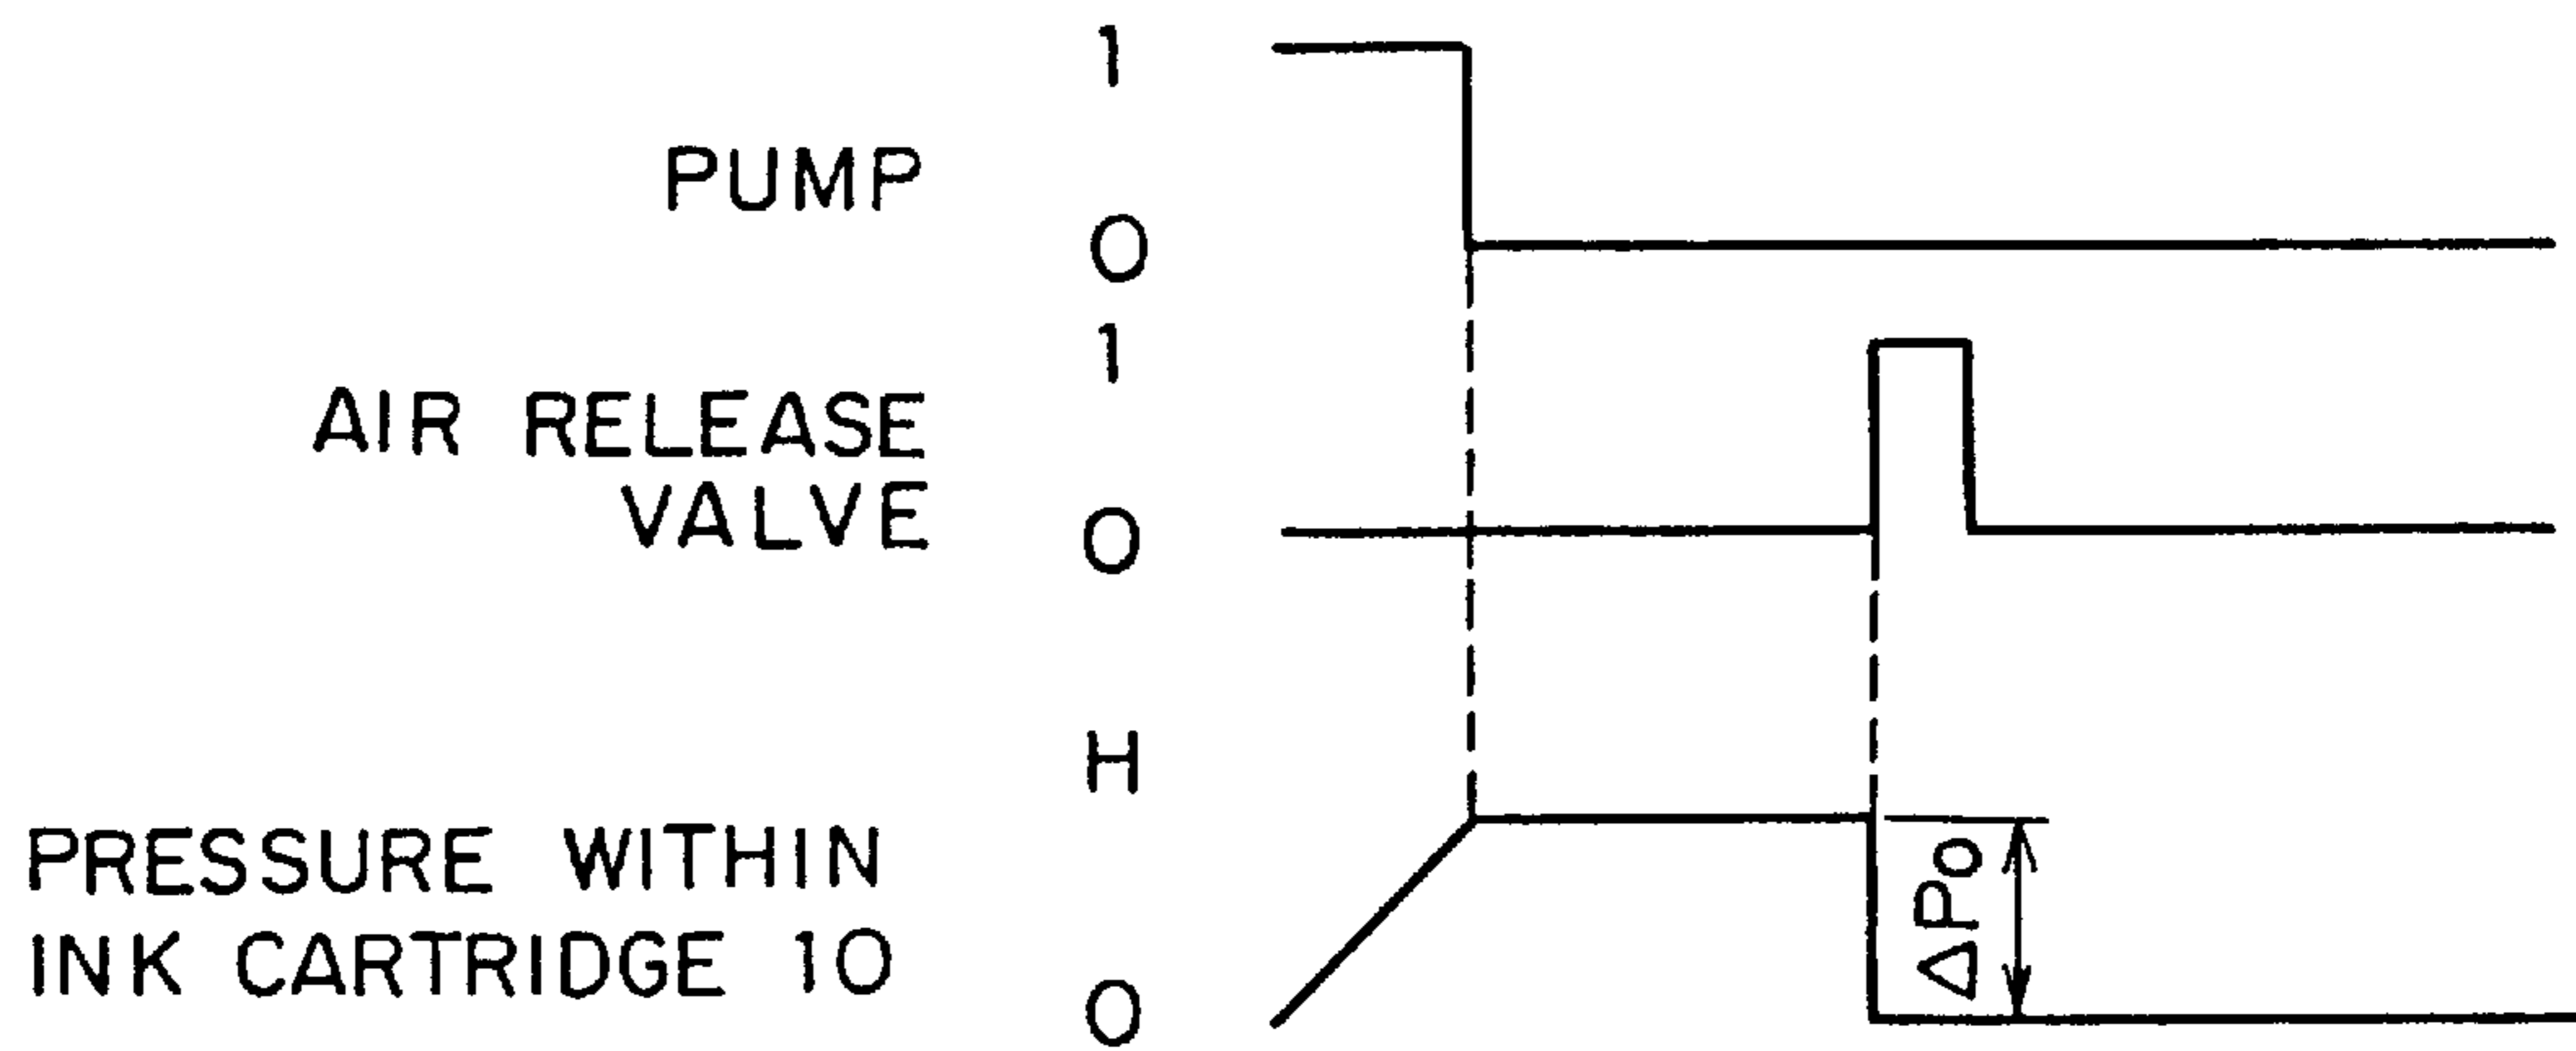 1
PUMP
0
1
AIR RELEASE
VALVE
0
H
PRESSURE WITHIN
INK CARTRIDGE 10
0
ΔP0